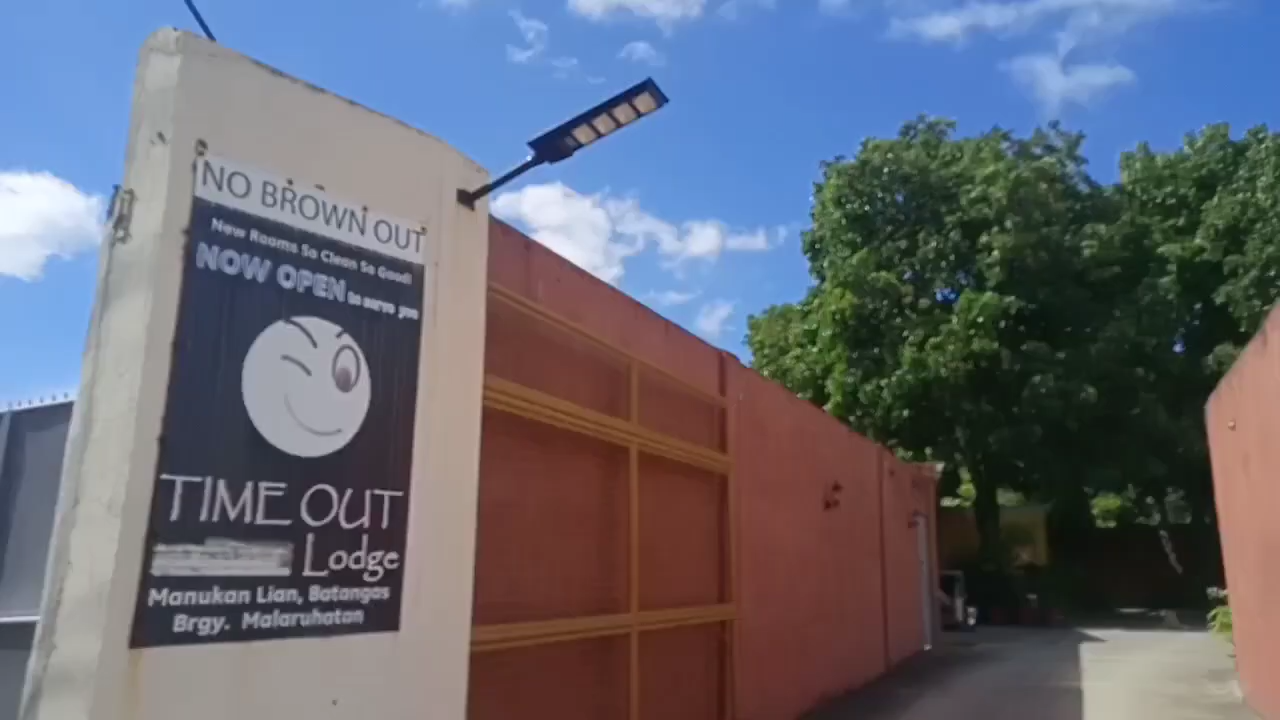 NO BROWN OUT
New Rooms So Clean So Good!
NOW OPEN to serve you
TIME OUT
Lodge
Manukan Lian, Batangas
Brgy. Malaruhatan